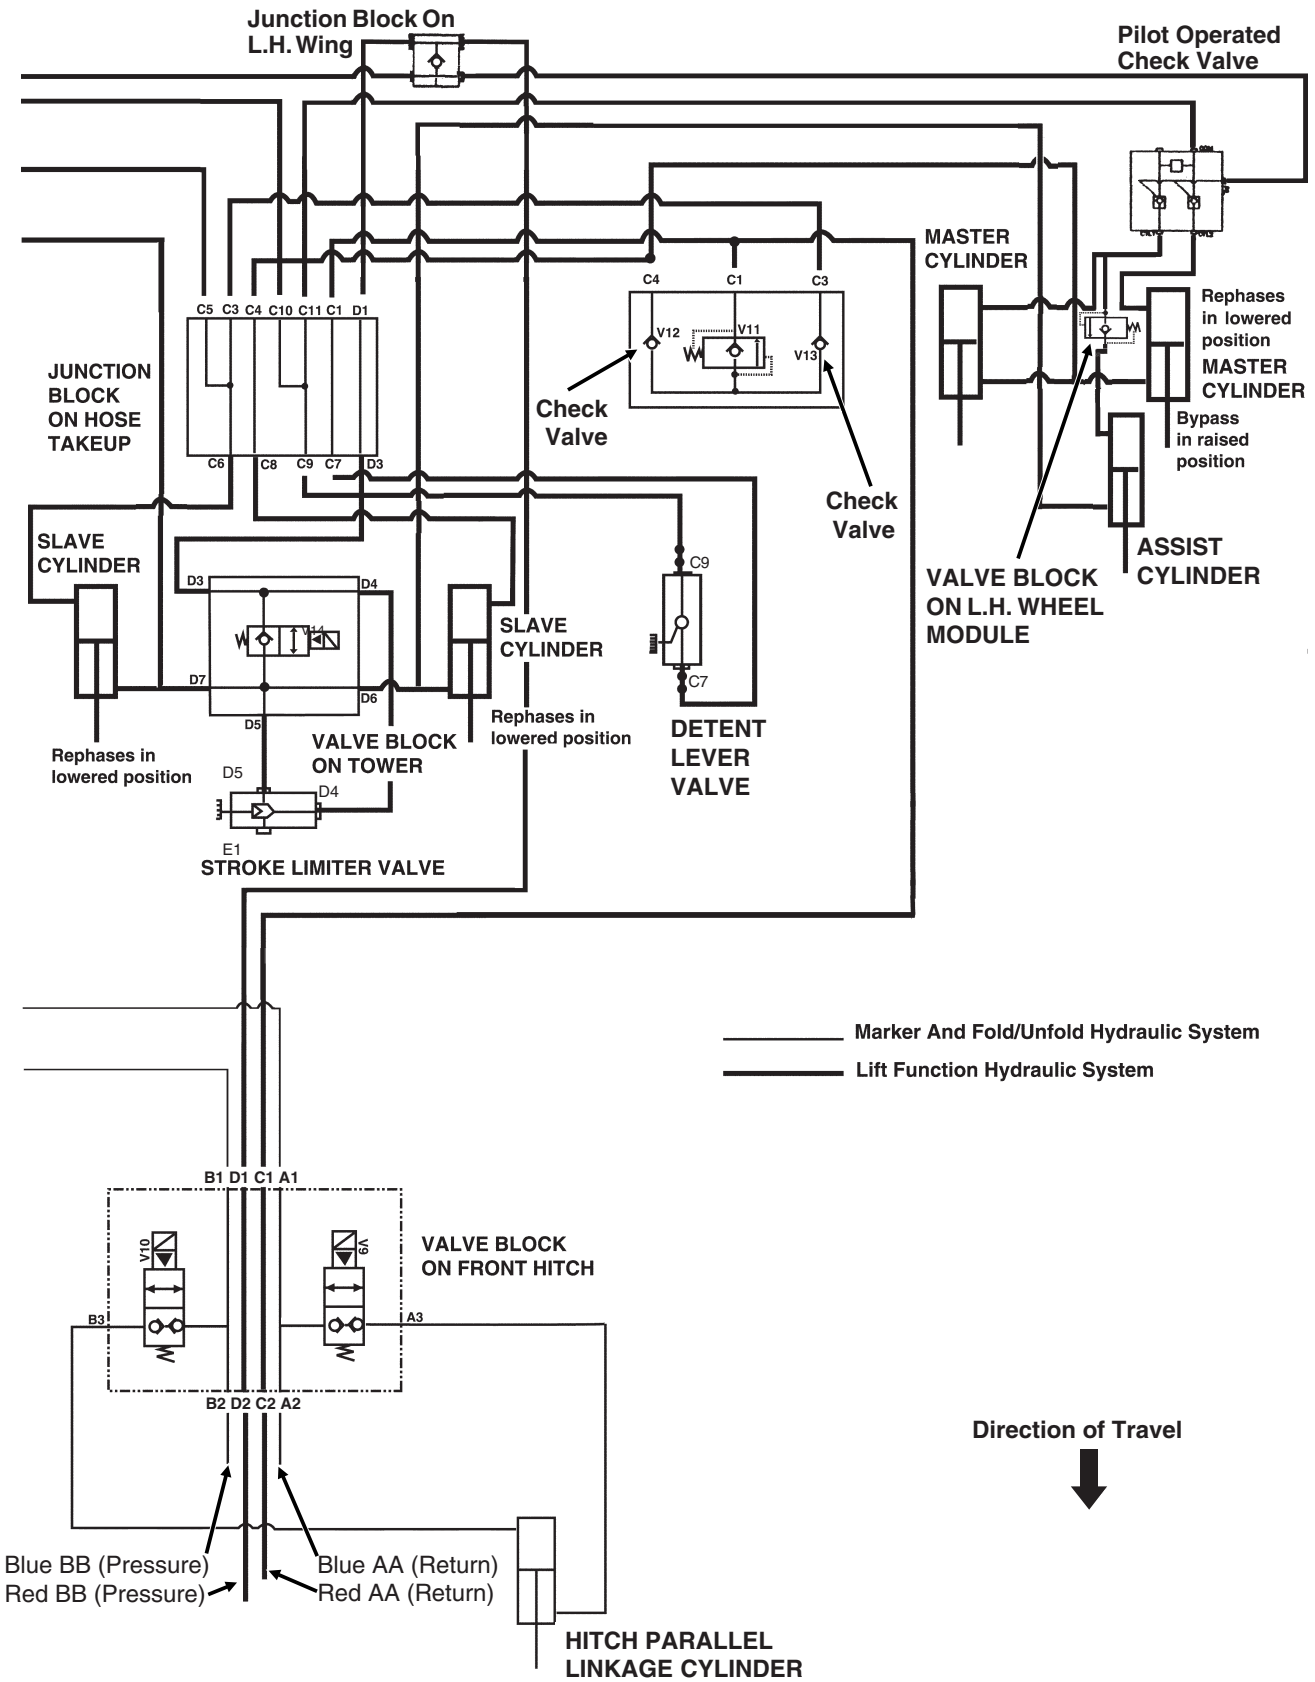 Junction Block On
L.H. Wing
Pilot Operated
Check Valve
COM
CYL1
CYL2
MASTER
CYLINDER
C4
C1
C3
C5 C3 C4 C10 C11 C1 D1
Rephases
in lowered
position
MASTER
CYLINDER
Bypass
in raised
position
V12
V11
V13
JUNCTION
BLOCK
ON HOSE
TAKEUP
Check
Valve
C6 C8 C9 C7 D3
Check
Valve
SLAVE
CYLINDER
ASSIST
CYLINDER
VALVE BLOCK
ON L.H. WHEEL
MODULE
C9
D3
D4
V14
SLAVE
CYLINDER
D7
D6
C7
D5
Rephases in
lowered position
DETENT
LEVER
VALVE
VALVE BLOCK
ON TOWER
Rephases in
lowered position
D5
D4
E1
STROKE LIMITER VALVE
Marker And Fold/Unfold Hydraulic System
Lift Function Hydraulic System
B1 D1 C1 A1
V10
V9
VALVE BLOCK
ON FRONT HITCH
B3
A3
B2 D2 C2 A2
Direction of Travel
Blue BB (Pressure)
Red BB (Pressure)
Blue AA (Return)
Red AA (Return)
HITCH PARALLEL
LINKAGE CYLINDER